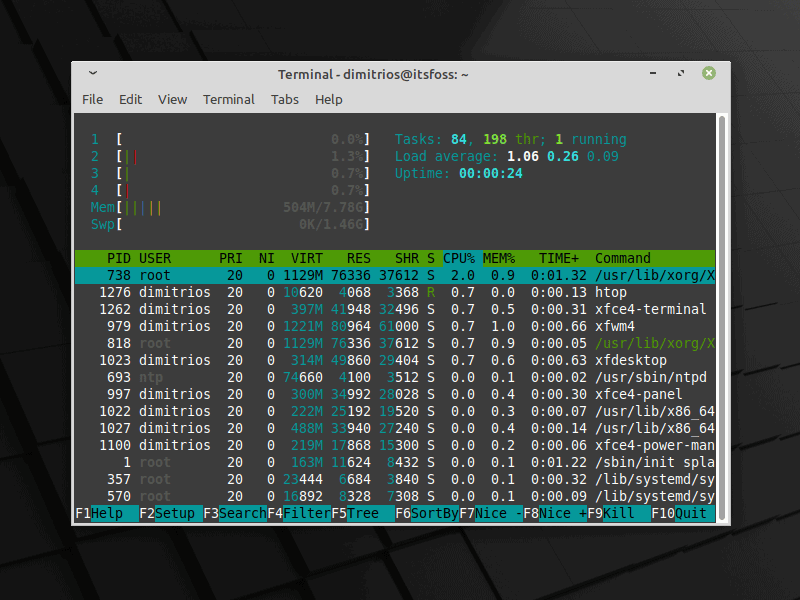 Terminal - dimitrios@itsfoss: ~
File Edit View Terminal Tabs Help
1 [ 0.0%] Tasks: 84, 198 thr; 1 running
2 [|| 1.3%] Load average: 1.06 0.26 0.09
3 [| 0.7%] Uptime: 00:00:24
4 [| 0.7%]
Mem[||||| 504M/7.78G]
Swp[ 0K/1.46G]
PID USER PRI NI VIRT RES SHR S CPU% MEM% TIME+ Command
738 root 20 0 1129M 76336 37612 S 2.0 0.9 0:01.32 /usr/lib/xorg/X
1276 dimitrios 20 0 10620 4068 3368 R 0.7 0.0 0:00.13 htop
1262 dimitrios 20 0 397M 41948 32496 S 0.7 0.5 0:00.31 xfce4-terminal
979 dimitrios 20 0 1221M 80964 61000 S 0.7 1.0 0:00.66 xfwm4
818 root 20 0 1129M 76336 37612 S 0.7 0.9 0:00.05 /usr/lib/xorg/X
1023 dimitrios 20 0 314M 49860 29404 S 0.7 0.6 0:00.63 xfdesktop
693 ntp 20 0 74660 4100 3512 S 0.0 0.1 0:00.02 /usr/sbin/ntpd
997 dimitrios 20 0 300M 34992 28028 S 0.0 0.4 0:00.30 xfce4-panel
1022 dimitrios 20 0 222M 25192 19520 S 0.0 0.3 0:00.07 /usr/lib/x86_64
1027 dimitrios 20 0 488M 33940 27240 S 0.0 0.4 0:00.14 /usr/lib/x86_64
1100 dimitrios 20 0 219M 17868 15300 S 0.0 0.2 0:00.06 xfce4-power-man
1 root 20 0 163M 11624 8432 S 0.0 0.1 0:01.22 /sbin/init spla
357 root 20 0 23444 6684 3840 S 0.0 0.1 0:00.32 /lib/systemd/sy
570 root 20 0 16892 8328 7308 S 0.0 0.1 0:00.09 /lib/systemd/sy
F1Help F2Setup F3SearchF4FilterF5Tree F6SortByF7Nice -F8Nice +F9Kill F10Quit